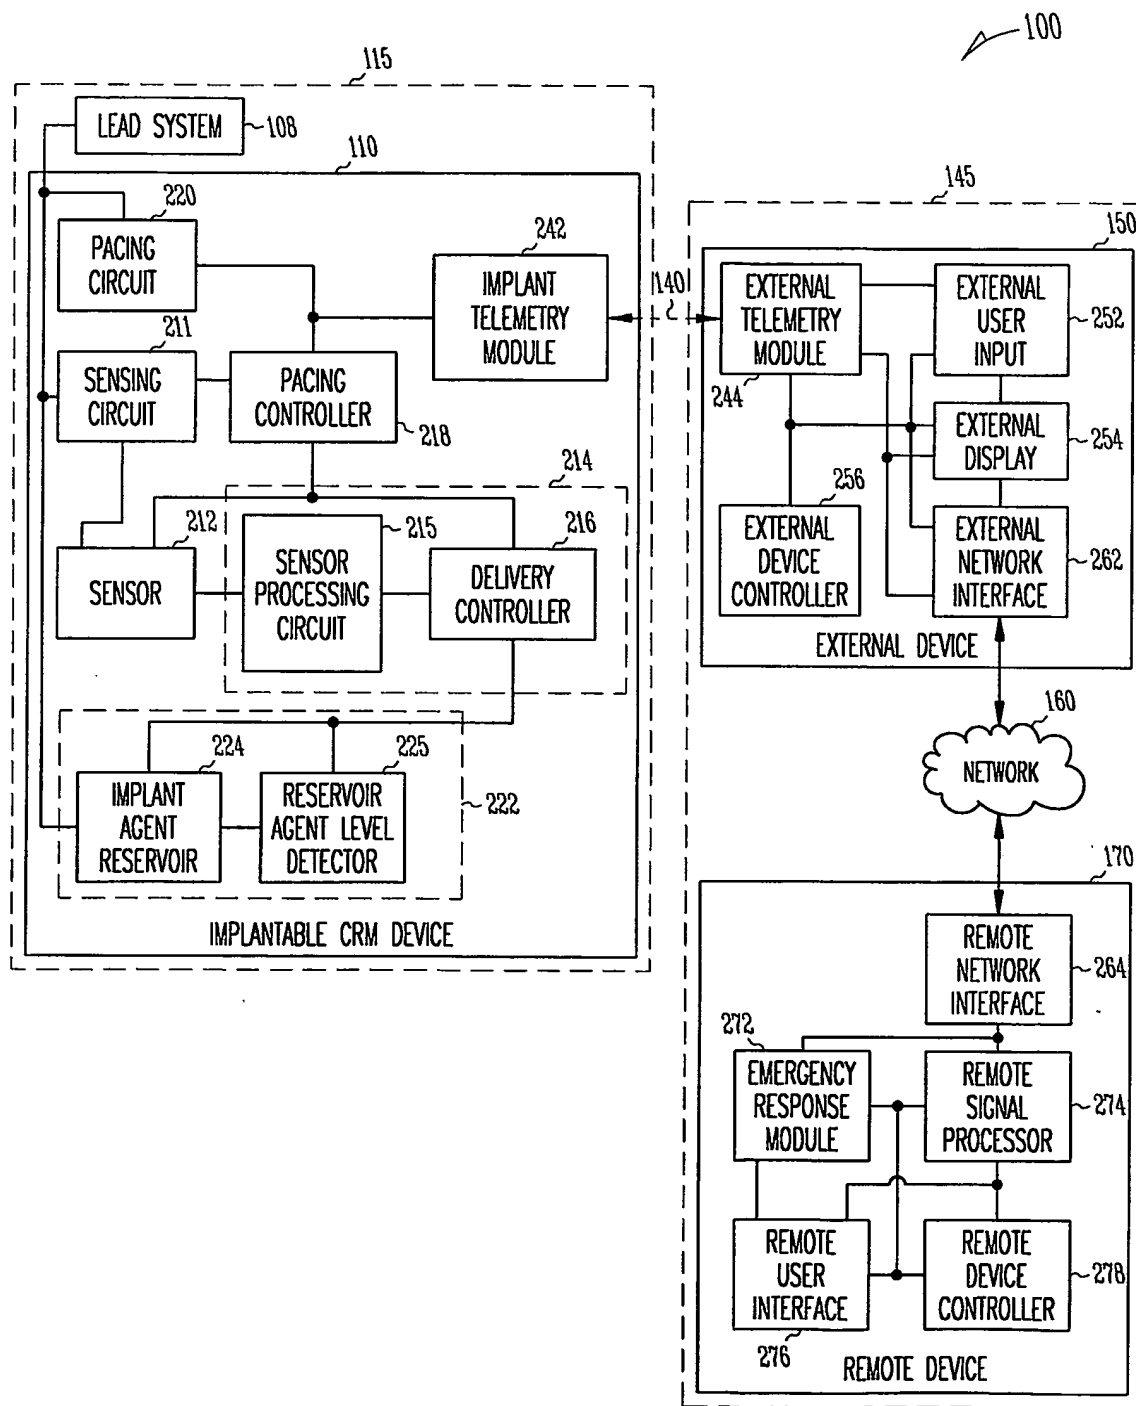 100
115
LEAD SYSTEM
108
110
220
PACING
CIRCUIT
242
IMPLANT
TELEMETRY
MODULE
140
211
SENSING
CIRCUIT
PACING
CONTROLLER
218
214
212
SENSOR
215
SENSOR
PROCESSING
CIRCUIT
216
DELIVERY
CONTROLLER
224
IMPLANT
AGENT
RESERVOIR
225
RESERVOIR
AGENT LEVEL
DETECTOR
222
IMPLANTABLE CRM DEVICE
145
150
EXTERNAL
TELEMETRY
MODULE
244
EXTERNAL
USER
INPUT
252
EXTERNAL
DISPLAY
254
256
EXTERNAL
DEVICE
CONTROLLER
EXTERNAL
NETWORK
INTERFACE
262
EXTERNAL DEVICE
160
NETWORK
170
REMOTE
NETWORK
INTERFACE
264
272
EMERGENCY
RESPONSE
MODULE
REMOTE
SIGNAL
PROCESSOR
274
REMOTE
USER
INTERFACE
276
REMOTE
DEVICE
CONTROLLER
278
REMOTE DEVICE